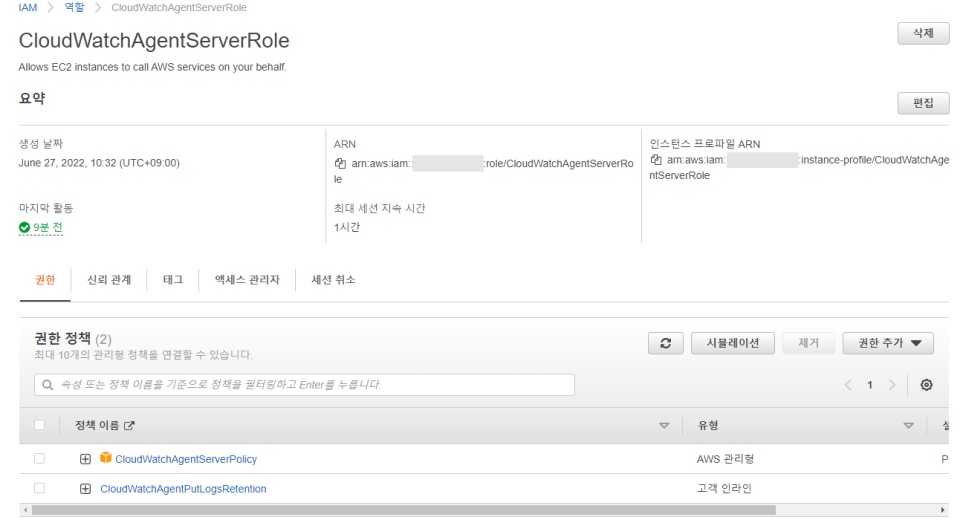 IAM > 역할 > CloudWatchAgentServerRole
CloudWatchAgentServerRole
삭제
Allows EC2 instances to call AWS services on your behalf.
요약
편집
생성 날짜
June 27, 2022, 10:32 (UTC+09:00)
ARN
arn:aws:iam: :role/CloudWatchAgentServerRo
le
인스턴스 프로파일 ARN
arn:aws:iam: :instance-profile/CloudWatchAge
ntServerRole
마지막 활동
9분 전
최대 세션 지속 시간
1시간
권한 신뢰 관계 태그 액세스 관리자 세션 취소
권한 정책 (2)
최대 10개의 관리형 정책을 연결할 수 있습니다.
시뮬레이션 제거 권한 추가
속성 또는 정책 이름을 기준으로 정책을 필터링하고 Enter를 누릅니다.
< 1 >
정책 이름 유형
CloudWatchAgentServerPolicy AWS 관리형 P
CloudWatchAgentPutLogsRetention 고객 인라인